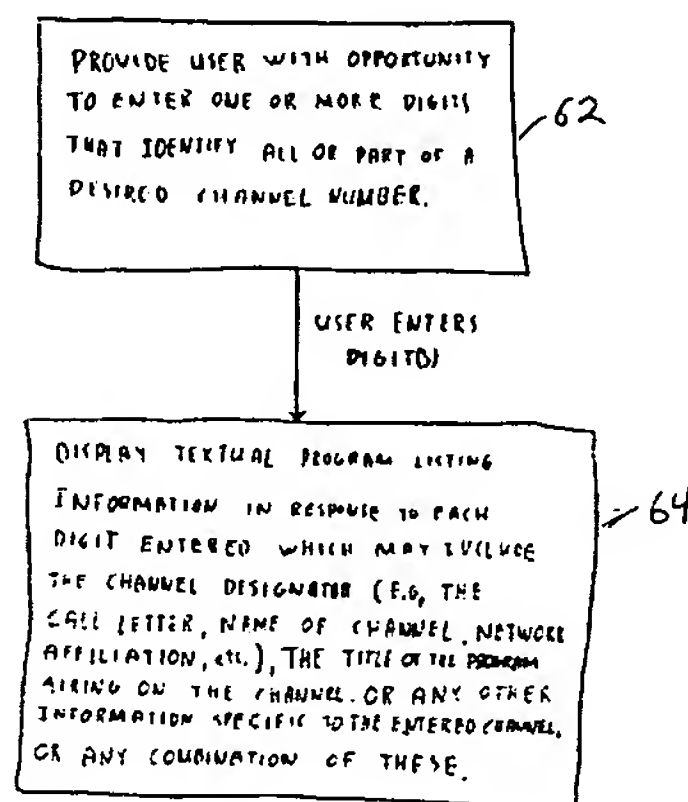 PROVIDE USER WITH OPPORTUNITY
TO ENTER ONE OR MORE DIGITS
THAT IDENTIFY ALL OR PART OF A
DESIRED CHANNEL NUMBER.
62
USER ENTERS
DIGIT(S)
DISPLAY TEXTUAL PROGRAM LISTING
INFORMATION IN RESPONSE TO EACH
DIGIT ENTERED WHICH MAY INCLUDE
THE CHANNEL DESIGNATOR (E.G, THE
CALL LETTER, NAME OF CHANNEL, NETWORK
AFFILIATION, etc.), THE TITLE OF THE PROGRAM
AIRING ON THE CHANNEL. OR ANY OTHER
INFORMATION SPECIFIC TO THE ENTERED CHANNEL.
OR ANY COMBINATION OF THESE.
64